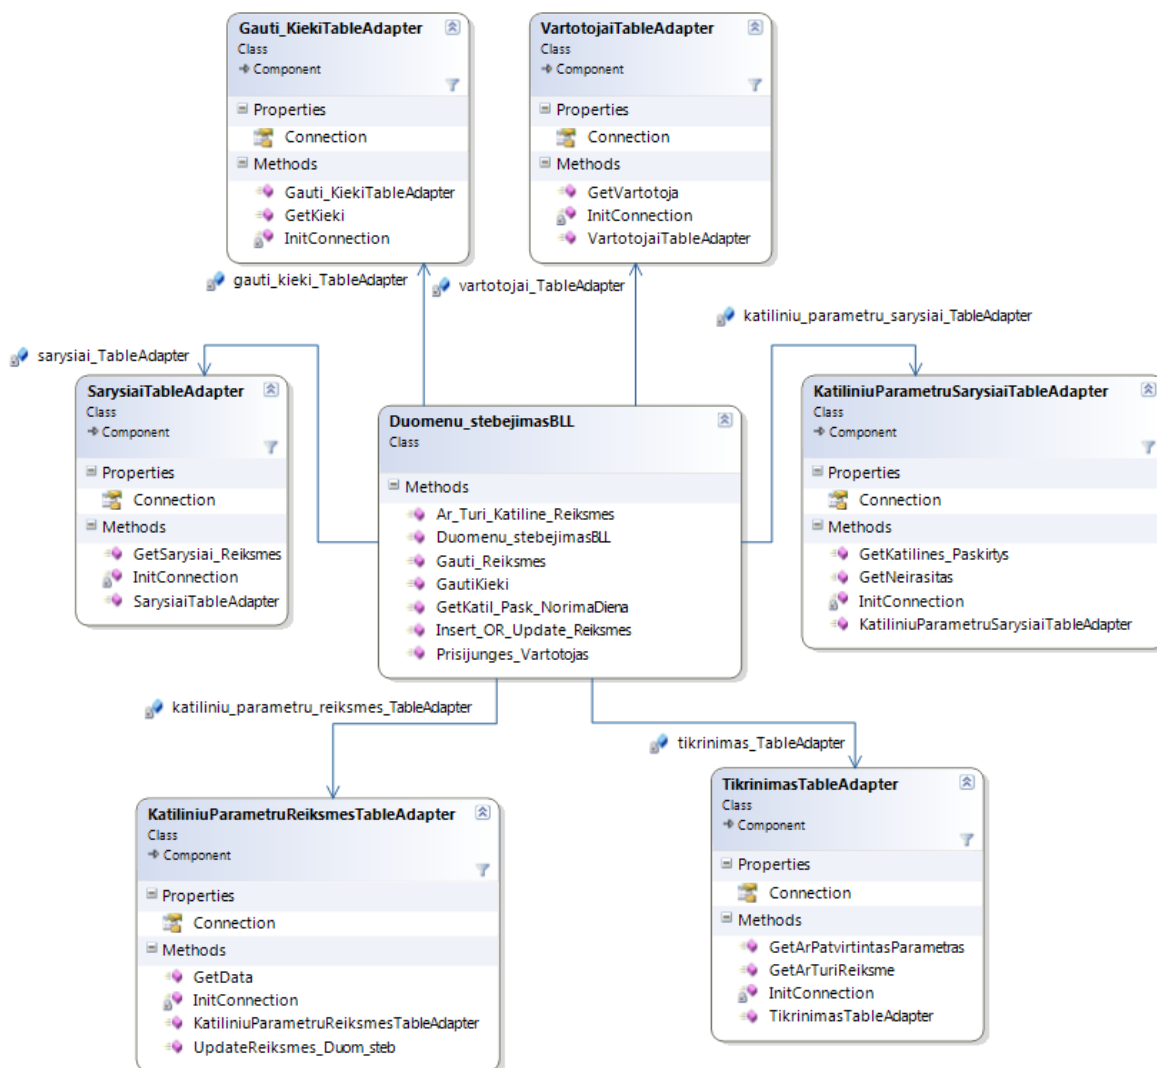 Gauti_KiekiTableAdapter
Class
Component
Properties
Connection
Methods
Gauti_KiekiTableAdapter
GetKieki
InitConnection
VartotojaiTableAdapter
Class
Component
Properties
Connection
Methods
GetVartotoja
InitConnection
VartotojaiTableAdapter
gauti_kieki_TableAdapter
vartotojai_TableAdapter
katiliniu_parametru_sarysiai_TableAdapter
sarysiai_TableAdapter
SarysiaiTableAdapter
Class
Component
Properties
Connection
Methods
GetSarysiai_Reiksmes
InitConnection
SarysiaiTableAdapter
Duomenu_stebejimasBLL
Class
Methods
Ar_Turi_Katiline_Reiksmes
Duomenu_stebejimasBLL
Gauti_Reiksmes
GautiKieki
GetKatil_Pask_NorimaDiena
Insert_OR_Update_Reiksmes
Prisijunges_Vartotojas
KatiliniuParametruSarysiaiTableAdapter
Class
Component
Properties
Connection
Methods
GetKatilines_Paskirtys
GetNeirasitas
InitConnection
KatiliniuParametruSarysiaiTableAdapter
katiliniu_parametru_reiksmes_TableAdapter
tikrinimas_TableAdapter
KatiliniuParametruReiksmesTableAdapter
Class
Component
Properties
Connection
Methods
GetData
InitConnection
KatiliniuParametruReiksmesTableAdapter
UpdateReiksmes_Duom_steb
TikrinimasTableAdapter
Class
Component
Properties
Connection
Methods
GetArPatvirtintasParametras
GetArTuriReiksme
InitConnection
TikrinimasTableAdapter